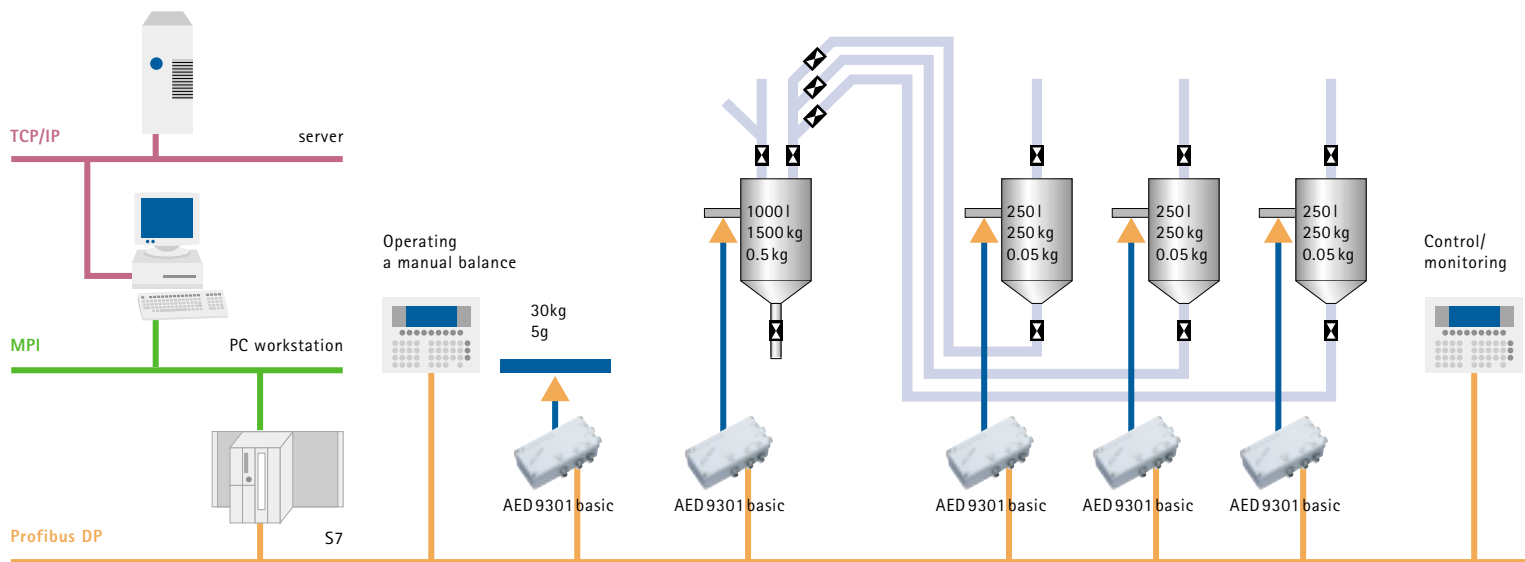 TCP/IP
server
MPI
PC workstation
Profibus DP
S7
Operating
a manual balance
30kg
5g
AED 9301 basic
1000 l
1500 kg
0.5 kg
AED 9301 basic
250 l
250 kg
0.05 kg
AED 9301 basic
250 l
250 kg
0.05 kg
AED 9301 basic
250 l
250 kg
0.05 kg
AED 9301 basic
Control/
monitoring